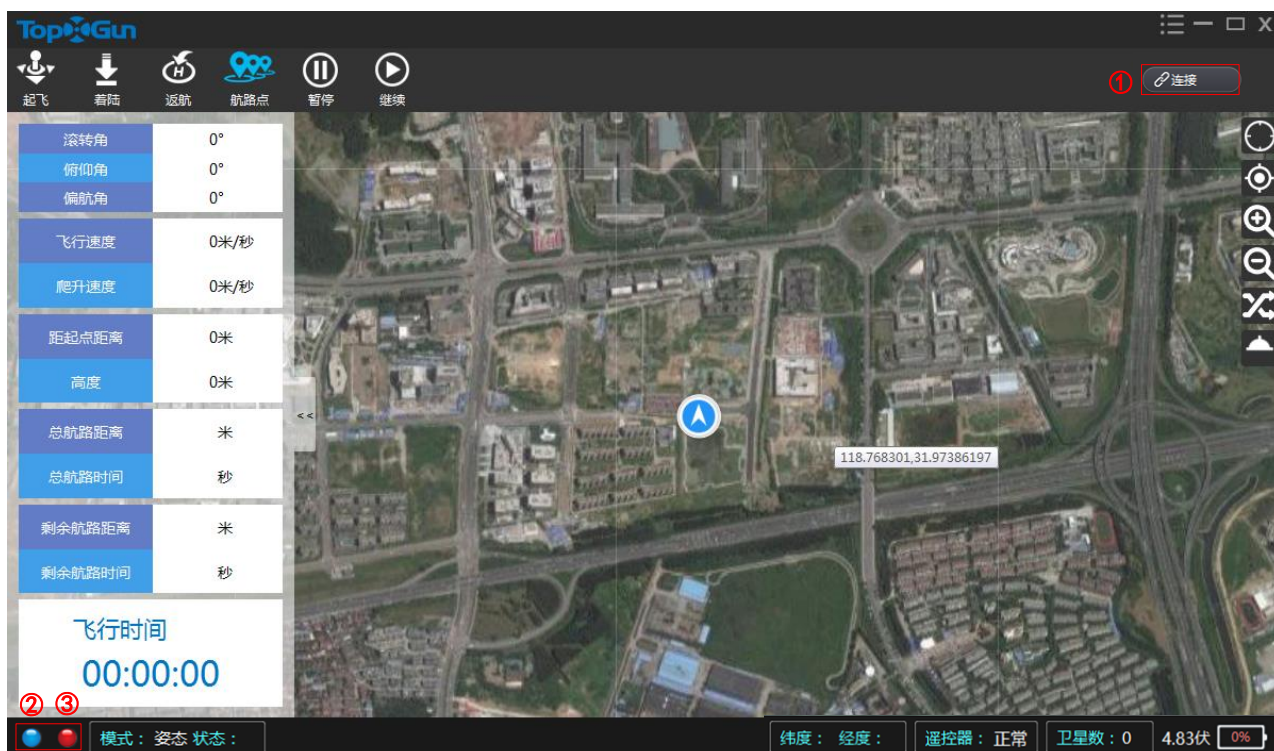 TopXGun
X
起飞 着陆 返航 航路点 暂停 继续
① 连接
滚转角 0°
俯仰角 0°
偏航角 0°
飞行速度 0米/秒
爬升速度 0米/秒
距起点距离 0米
高度 0米
<<
总航路距离 米
118.768301,31.97386197
总航路时间 秒
剩余航路距离 米
剩余航路时间 秒
飞行时间
00:00:00
② ③
模式： 姿态 状态： 纬度： 经度： 遥控器： 正常 卫星数：0 4.83伏 0%